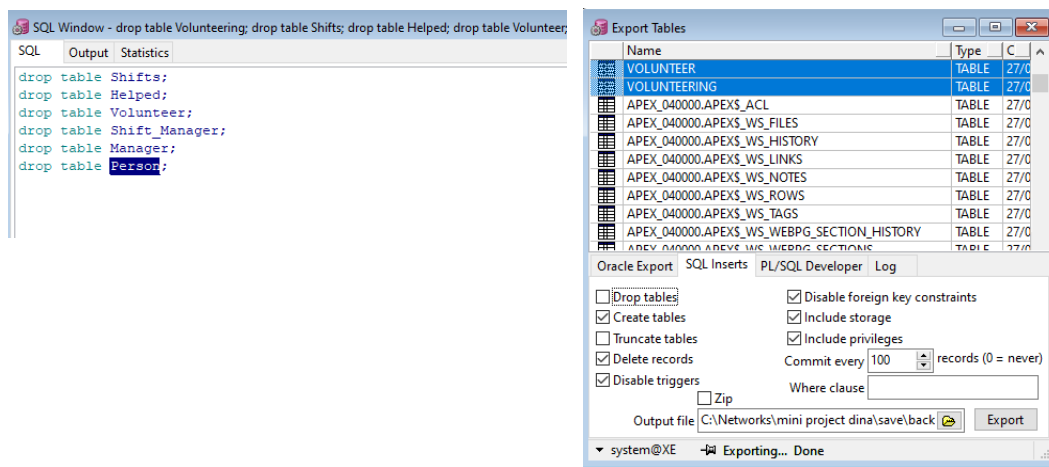 SQL Window - drop table Volunteering; drop table Shifts; drop table Helped; drop table Volunteer;
SQL Output Statistics
drop table Shifts;
drop table Helped;
drop table Volunteer;
drop table Shift_Manager;
drop table Manager;
drop table Person;
Export Tables
Name Type C
VOLUNTEER TABLE 27/0
VOLUNTEERING TABLE 27/0
APEX_040000.APEX$_ACL TABLE 27/0
APEX_040000.APEX$_WS_FILES TABLE 27/0
APEX_040000.APEX$_WS_HISTORY TABLE 27/0
APEX_040000.APEX$_WS_LINKS TABLE 27/0
APEX_040000.APEX$_WS_NOTES TABLE 27/0
APEX_040000.APEX$_WS_ROWS TABLE 27/0
APEX_040000.APEX$_WS_TAGS TABLE 27/0
APEX_040000.APEX$_WS_WEBPG_SECTION_HISTORY TABLE 27/0
APEX_040000.APEX$_WS_WEBPG_SECTIONS TABLE 27/0
Oracle Export SQL Inserts PL/SQL Developer Log
Drop tables Disable foreign key constraints
Create tables Include storage
Truncate tables Include privileges
Delete records Commit every 100 records (0 = never)
Disable triggers Where clause
Zip
Output file C:\Networks\mini project dina\save\back Export
system@XE Exporting... Done